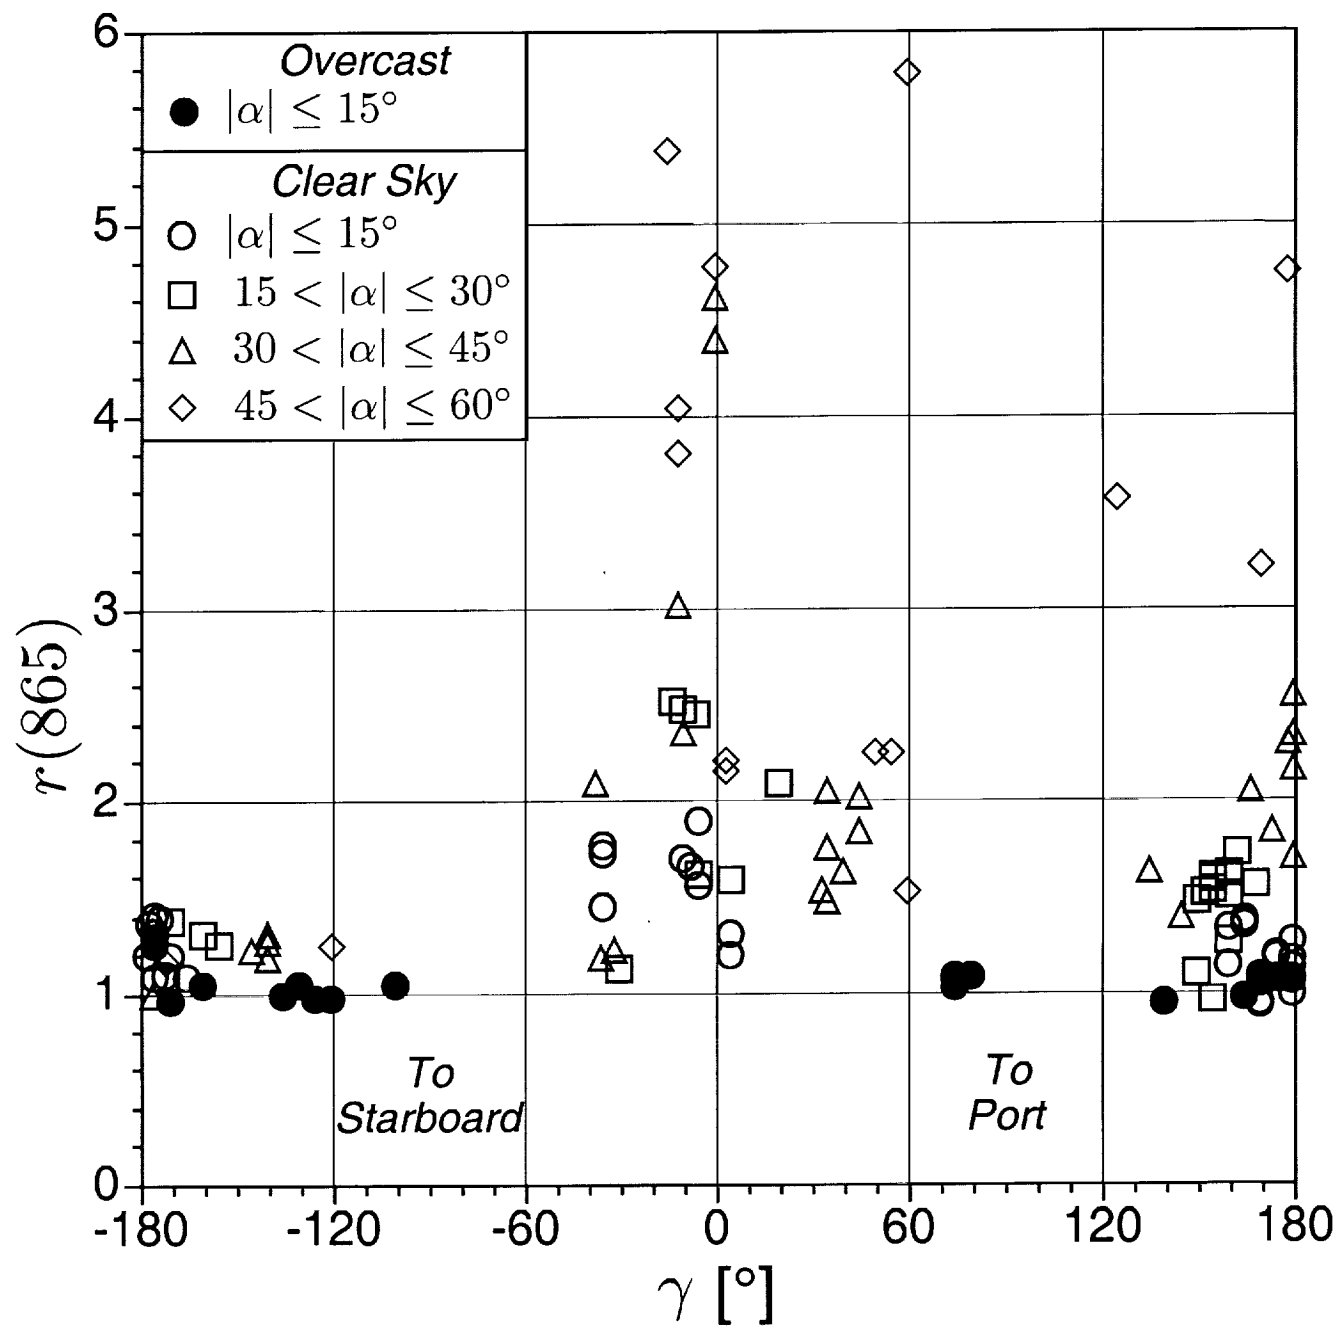 Overcast
|α| ≤ 15°
Clear Sky
|α| ≤ 15°
15 < |α| ≤ 30°
30 < |α| ≤ 45°
45 < |α| ≤ 60°
6
5
4
3
2
1
0
r(865)
To
Starboard
To
Port
-180 -120 -60 0 60 120 180
γ [°]